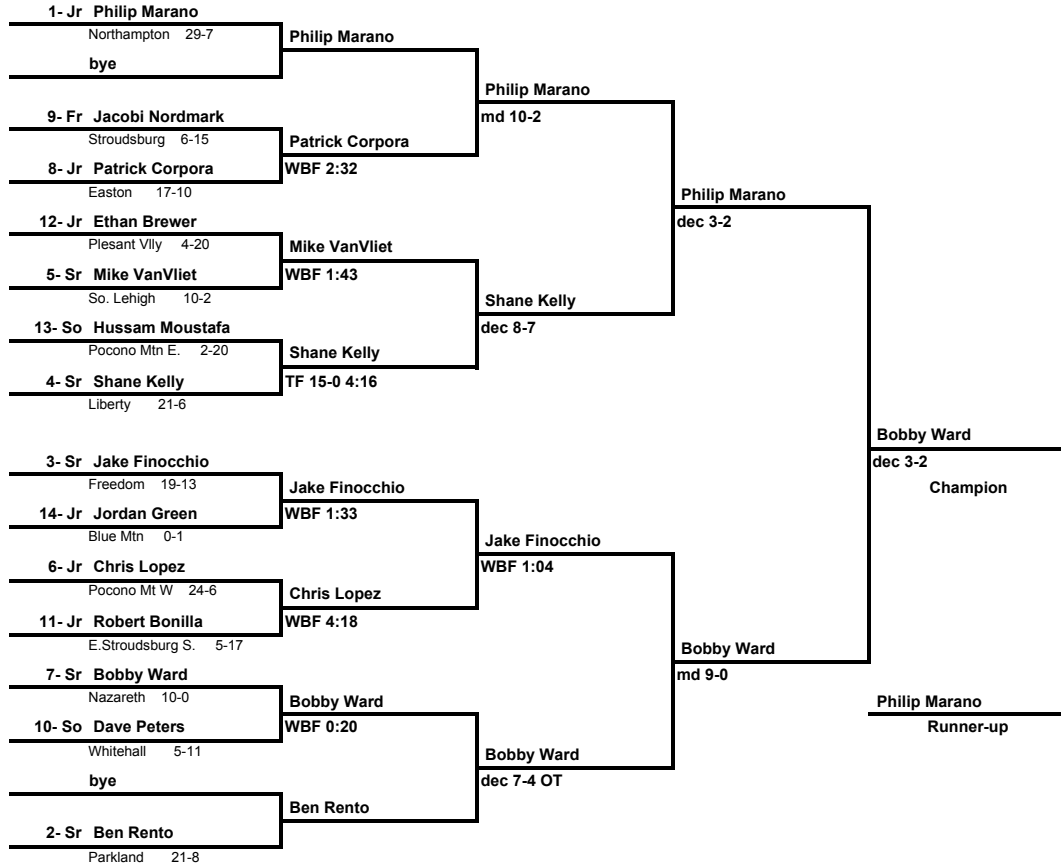 1- Jr Philip Marano
Northampton 29-7
bye
9- Fr Jacobi Nordmark
Stroudsburg 6-15
8- Jr Patrick Corpora
Easton 17-10
12- Jr Ethan Brewer
Plesant Vlly 4-20
5- Sr Mike VanVliet
So. Lehigh 10-2
13- So Hussam Moustafa
Pocono Mtn E. 2-20
4- Sr Shane Kelly
Liberty 21-6
3- Sr Jake Finocchio
Freedom 19-13
14- Jr Jordan Green
Blue Mtn 0-1
6- Jr Chris Lopez
Pocono Mt W 24-6
11- Jr Robert Bonilla
E.Stroudsburg S. 5-17
7- Sr Bobby Ward
Nazareth 10-0
10- So Dave Peters
Whitehall 5-11
bye
2- Sr Ben Rento
Parkland 21-8
Philip Marano
Patrick Corpora
WBF 2:32
Mike VanVliet
WBF 1:43
Shane Kelly
TF 15-0 4:16
Jake Finocchio
WBF 1:33
Chris Lopez
WBF 4:18
Bobby Ward
WBF 0:20
Ben Rento
Philip Marano
md 10-2
Shane Kelly
dec 8-7
Jake Finocchio
WBF 1:04
Bobby Ward
dec 7-4 OT
Philip Marano
dec 3-2
Bobby Ward
md 9-0
Bobby Ward
dec 3-2
Champion
Philip Marano
Runner-up